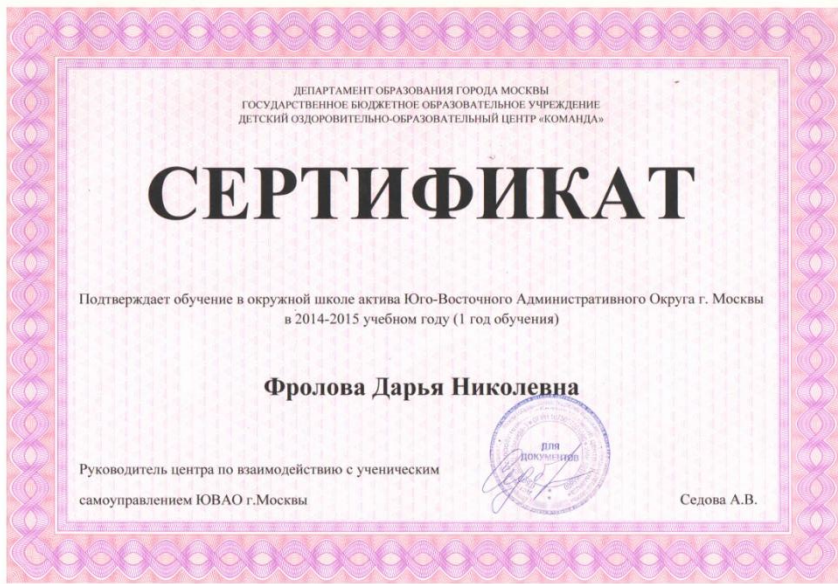 ДЕПАРТАМЕНТ ОБРАЗОВАНИЯ ГОРОДА МОСКВЫ
ГОСУДАРСТВЕННОЕ БЮДЖЕТНОЕ ОБРАЗОВАТЕЛЬНОЕ УЧРЕЖДЕНИЕ
ДЕТСКИЙ ОЗДОРОВИТЕЛЬНО-ОБРАЗОВАТЕЛЬНЫЙ ЦЕНТР «КОМАНДА»
СЕРТИФИКАТ
Подтверждает обучение в окружной школе актива Юго-Восточного Административного Округа г. Москвы
в 2014-2015 учебном году (1 год обучения)
Фролова Дарья Николевна
ДЛЯ
ДОКУМЕНТОВ
Руководитель центра по взаимодействию с ученическим
самоуправлением ЮВАО г.Москвы
Седова А.В.